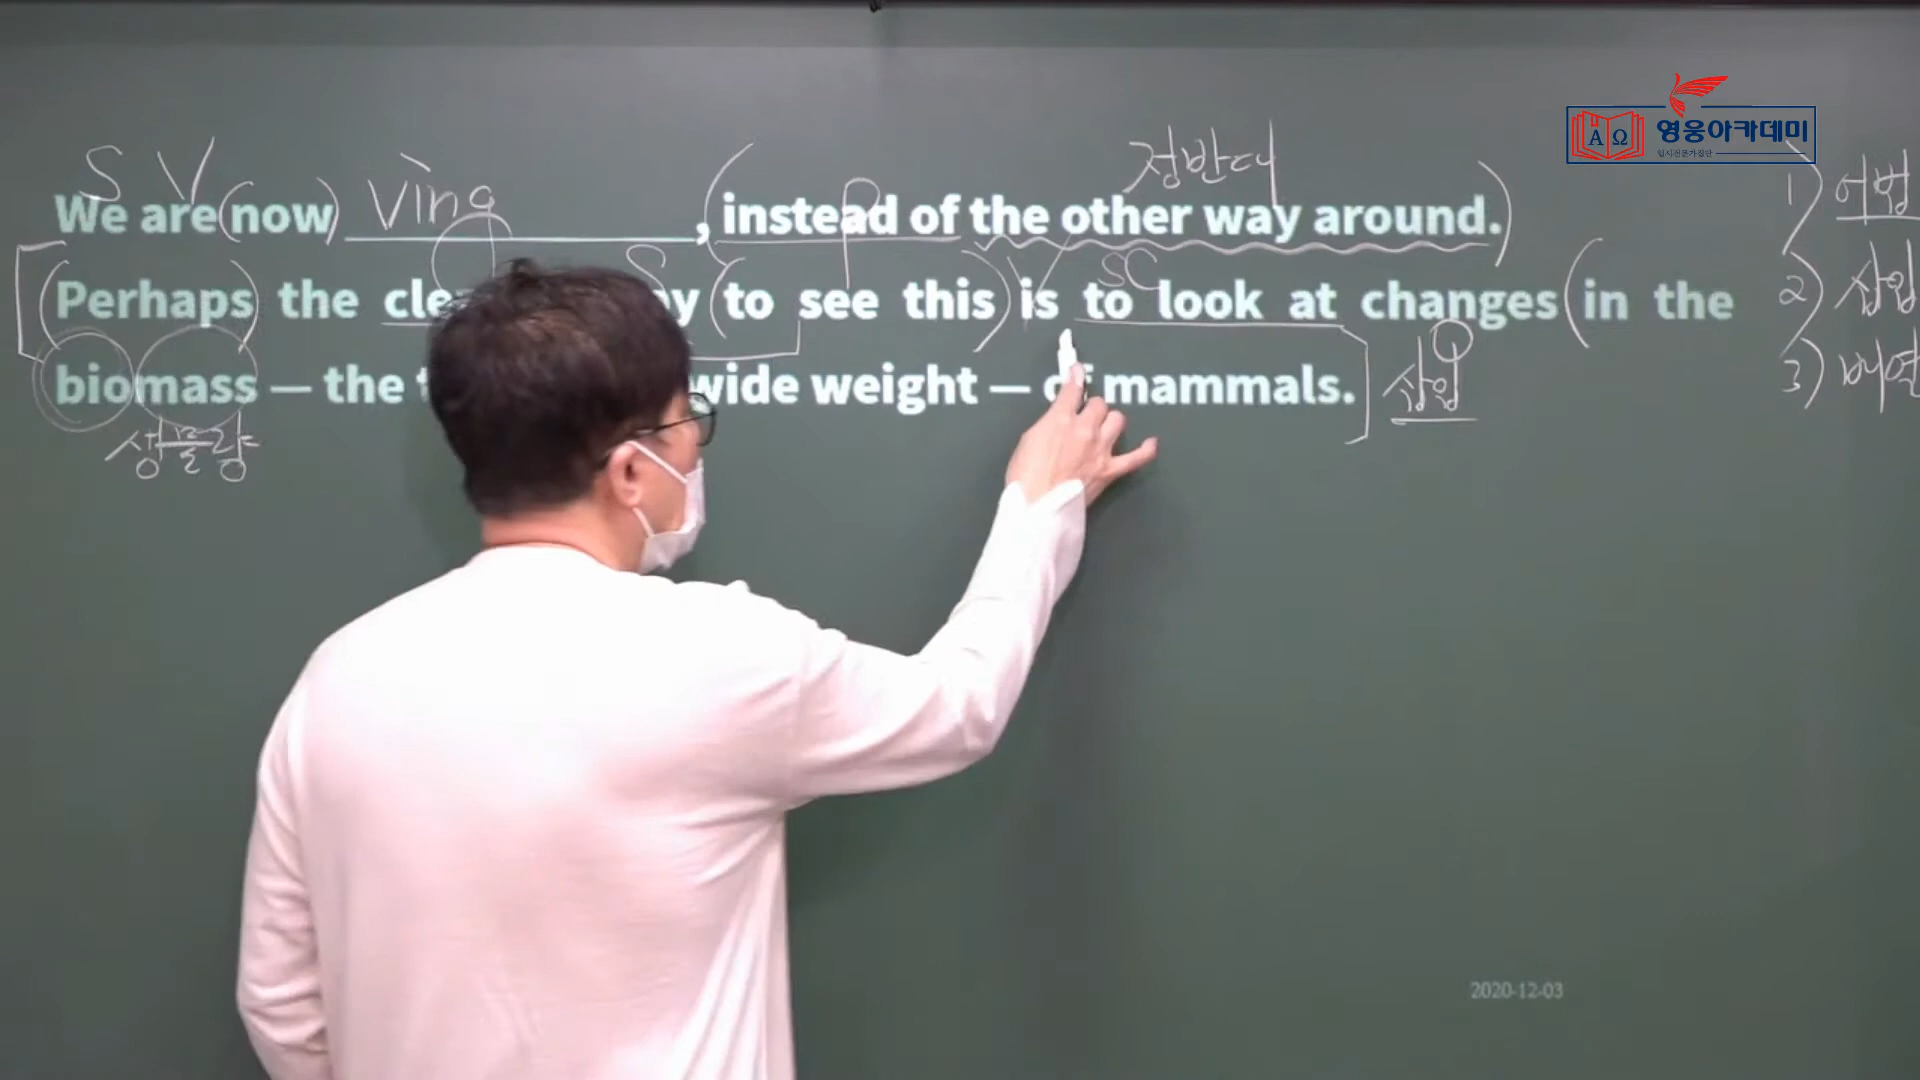 영웅아카데미
정반대
S V Ving P
We are now , instead of the other way around.
1) 어법
S V SC
Perhaps the cle y to see this is to look at changes in the
2) 삽입
biomass — the t wide weight — of mammals.
삽입
3) 배열
생물량
2020-12-03